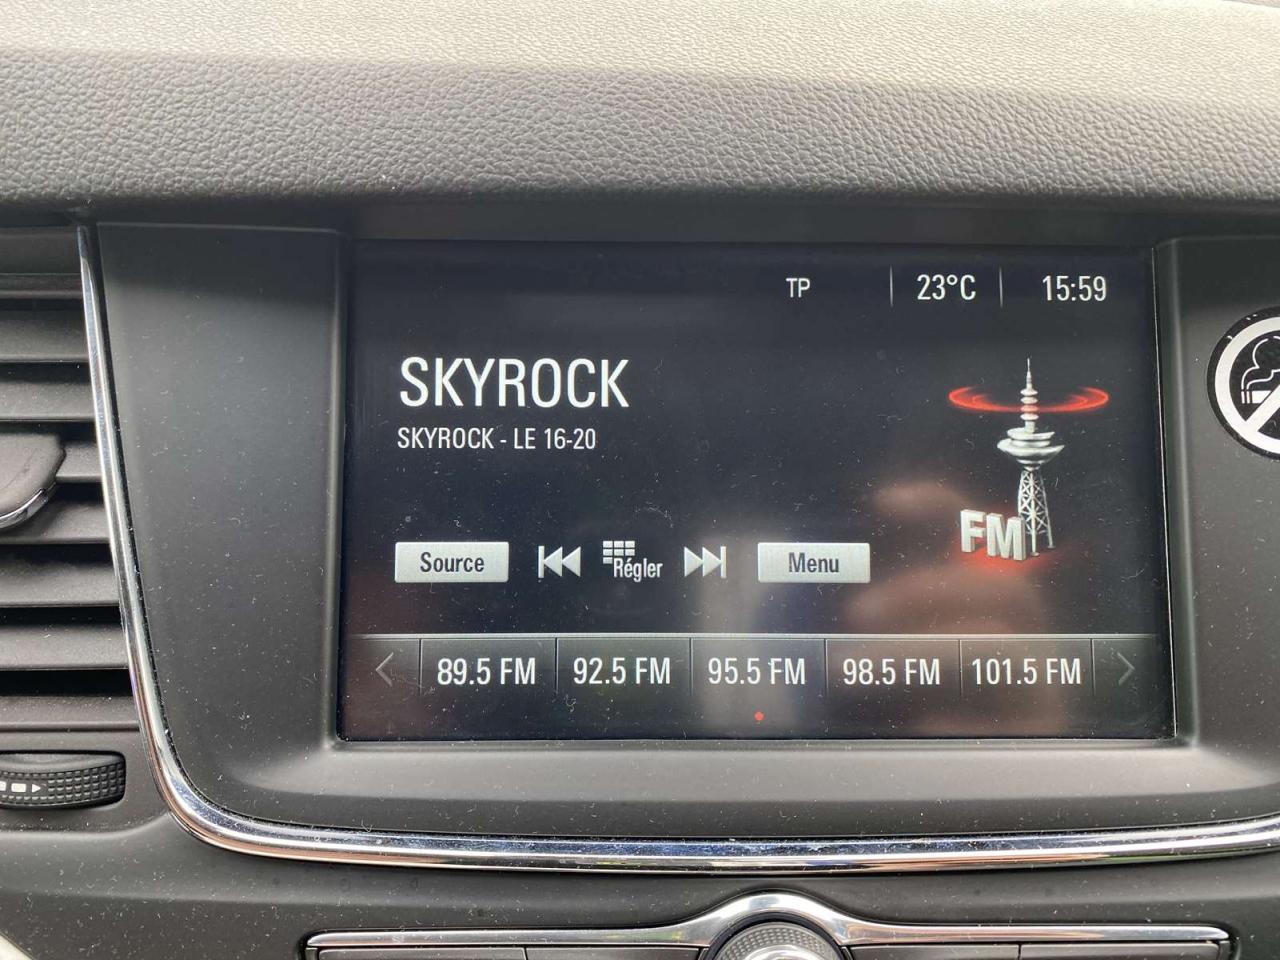 TP 23°C 15:59
SKYROCK
SKYROCK - LE 16-20
FM
Source Régler Menu
89.5 FM 92.5 FM 95.5 FM 98.5 FM 101.5 FM